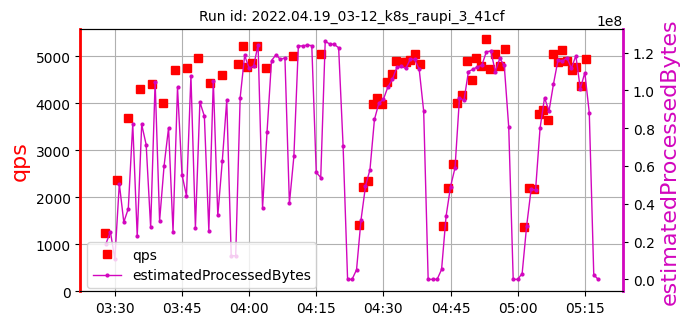 Run id: 2022.04.19_03-12_k8s_raupi_3_41cf
1e8
qps
5000
4000
3000
2000
1000
0
1.2
1.0
0.8
0.6
0.4
0.2
0.0
estimatedProcessedBytes
qps
estimatedProcessedBytes
03:30 03:45 04:00 04:15 04:30 04:45 05:00 05:15